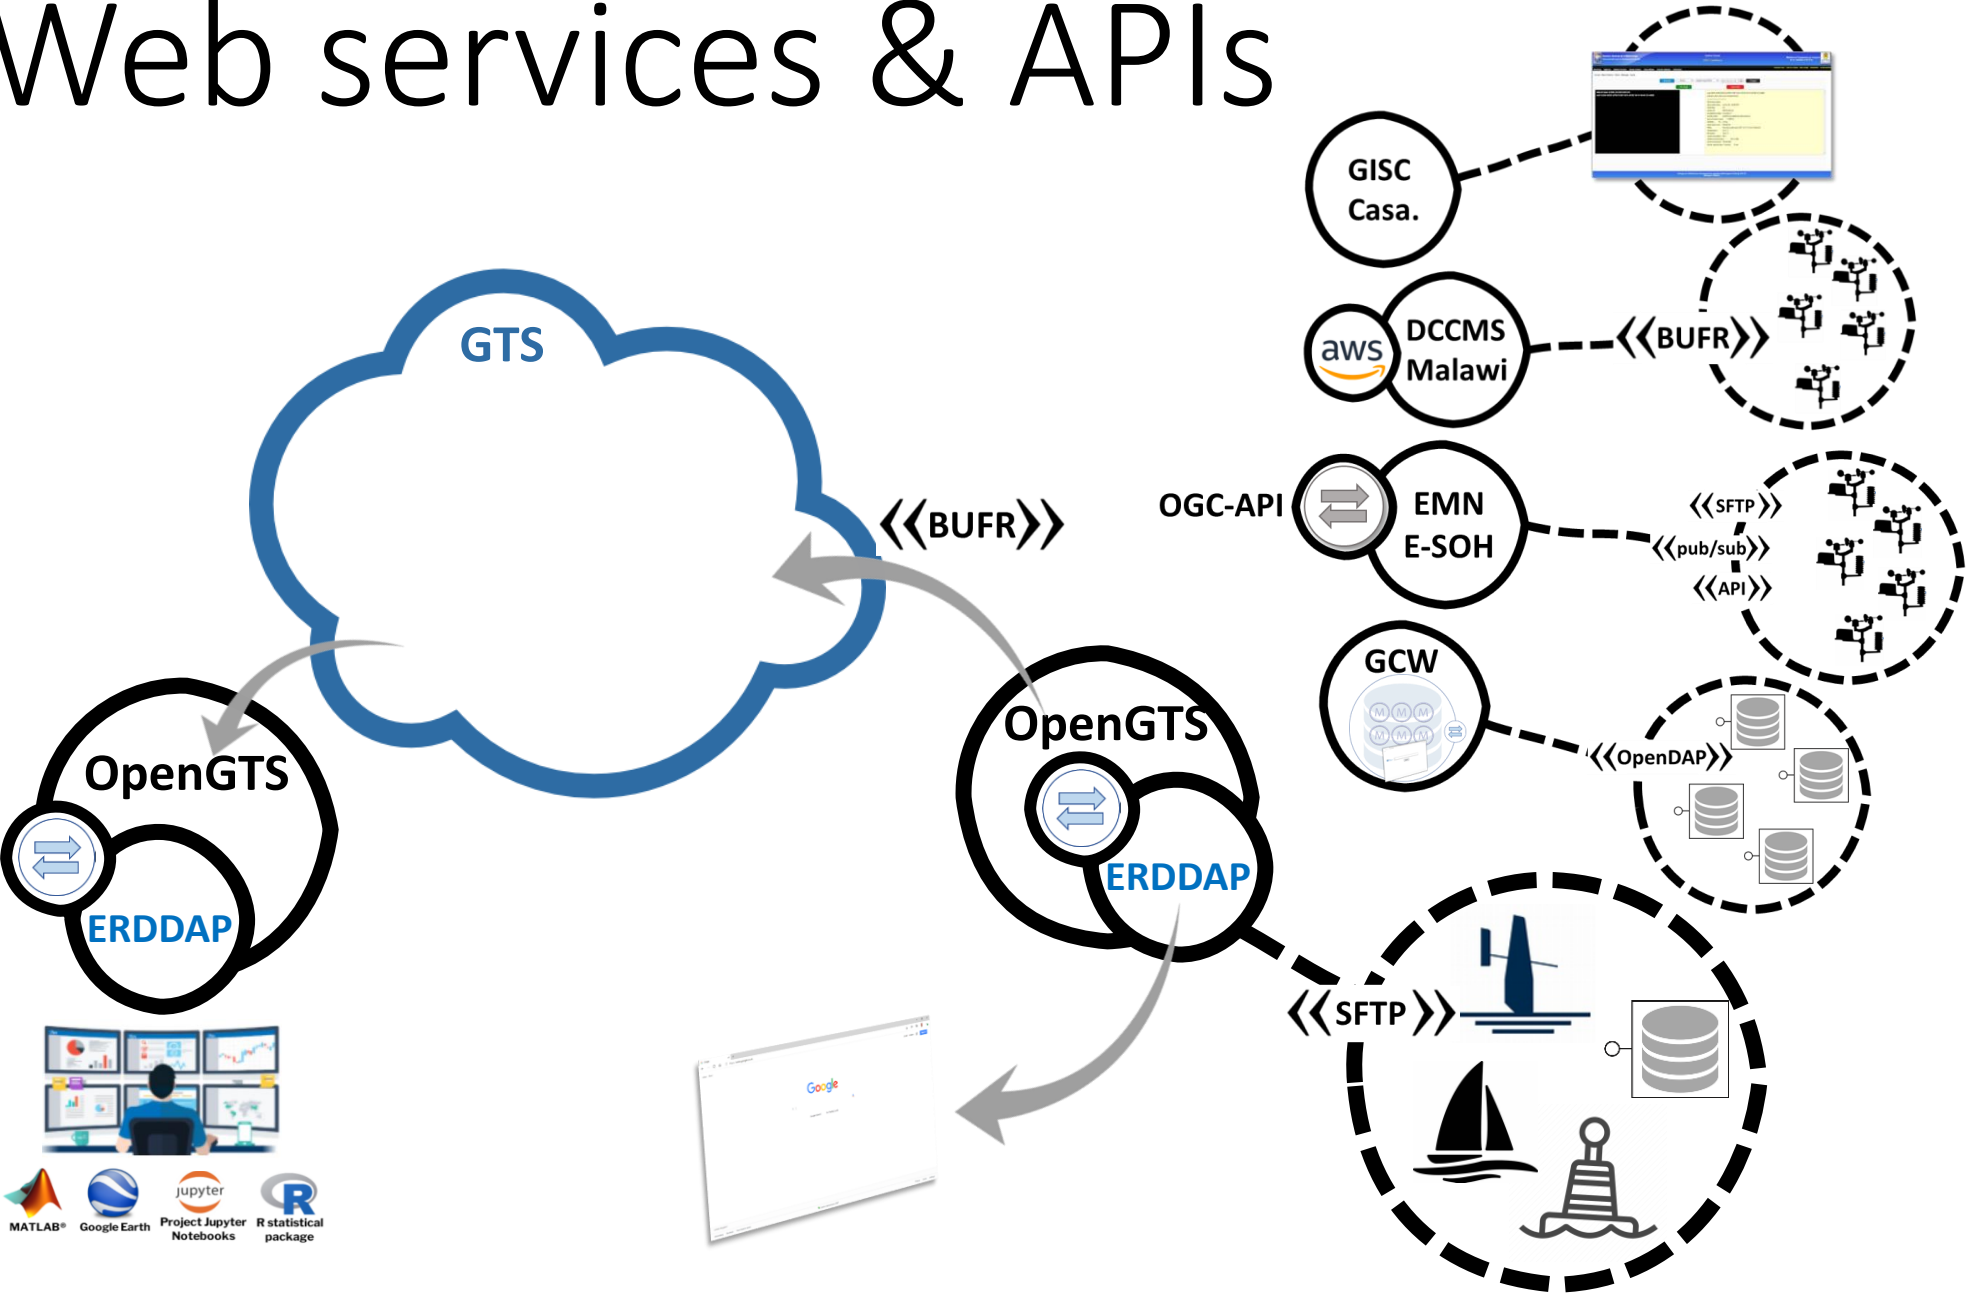 Web services & APIs
GISC
Casa.
GTS
aws
DCCMS
Malawi
BUFR
OGC-API
EMN
E-SOH
SFTP
pub/sub
API
BUFR
GCW
M M M
M M M
OpenDAP
OpenGTS
ERDDAP
OpenGTS
ERDDAP
SFTP
Google
MATLAB®
Google Earth
jupyter
Project Jupyter
Notebooks
R
R statistical
package